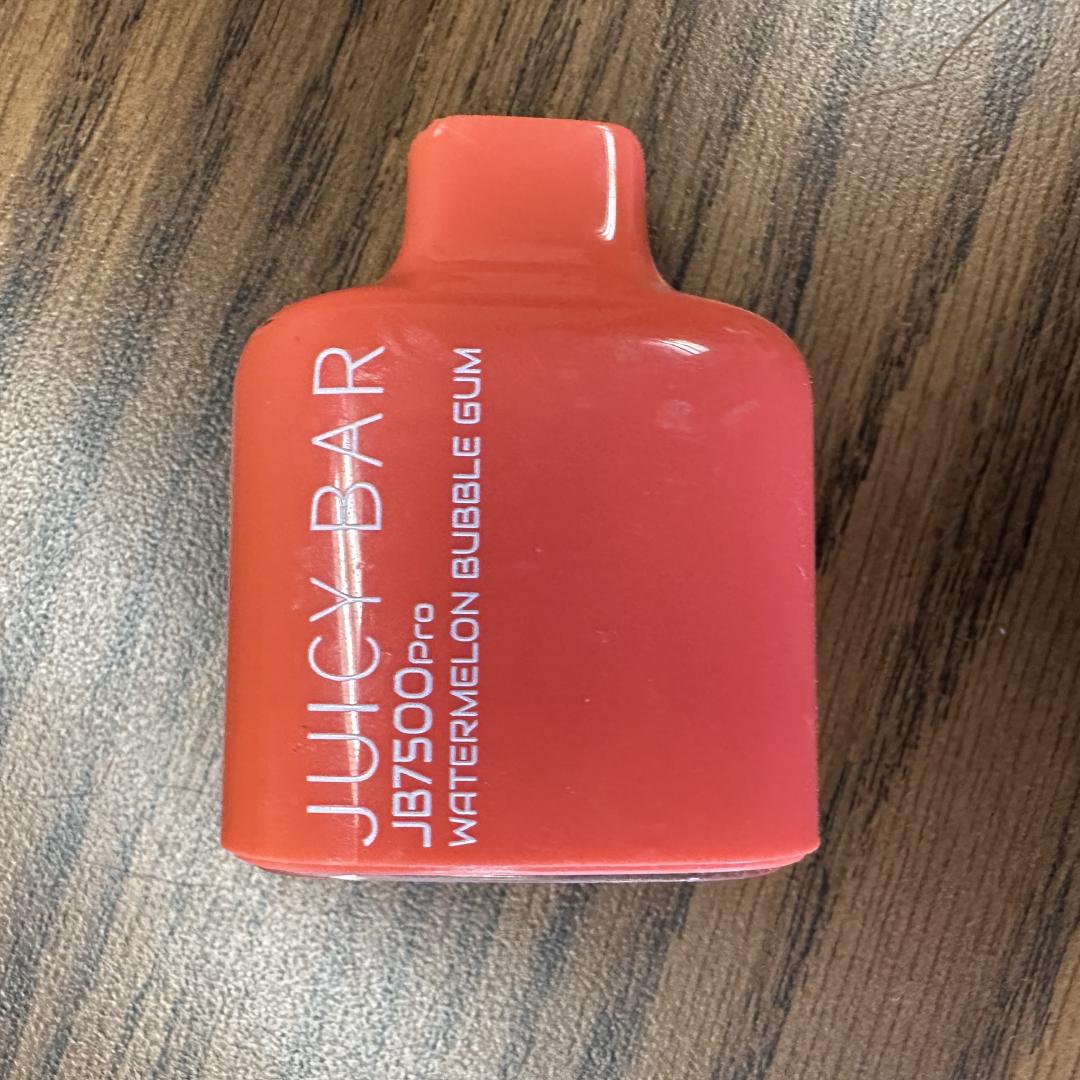 JUICY BAR
JB7500Pro
WATERMELON BUBBLE GUM